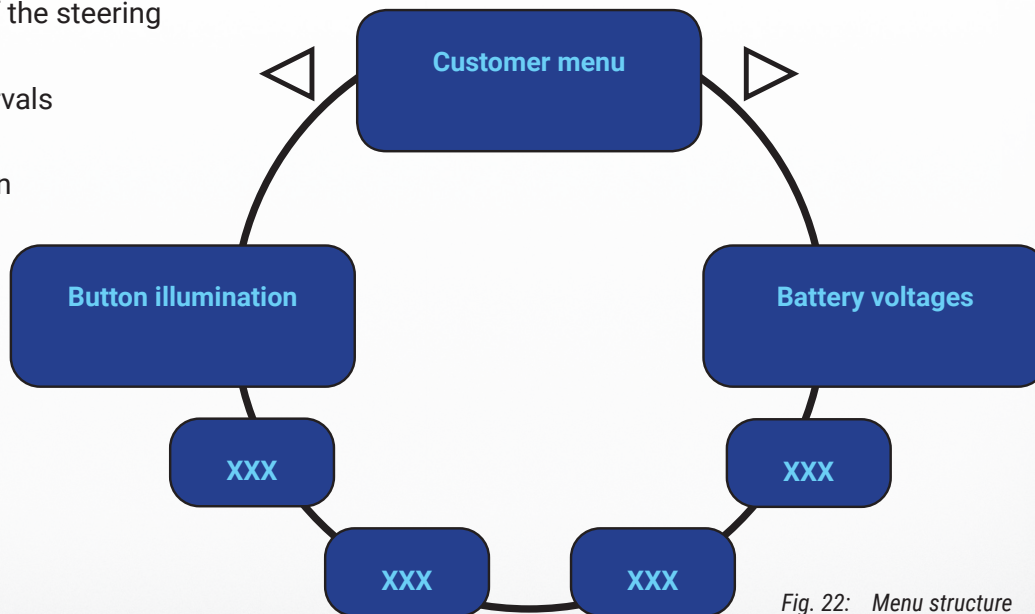 the steering
vals
Customer menu
Button illumination
Battery voltages
XXX
XXX
XXX
XXX
Fig. 22: Menu structure